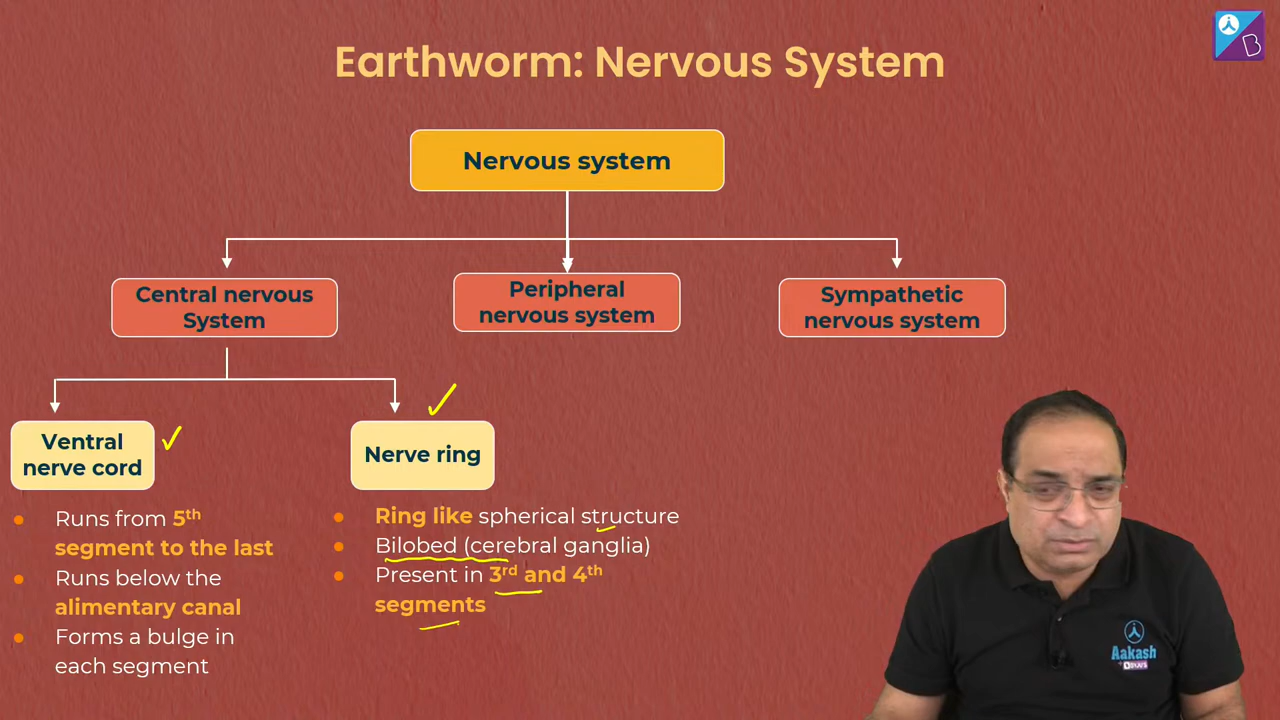 Earthworm: Nervous System
Nervous system
Central nervous
System
Peripheral
nervous system
Sympathetic
nervous system
Ventral
nerve cord
Runs from 5th
segment to the last
Runs below the
alimentary canal
Forms a bulge in
each segment
Nerve ring
Ring like spherical structure
Bilobed (cerebral ganglia)
Present in 3rd and 4th
segments
Aakash
B